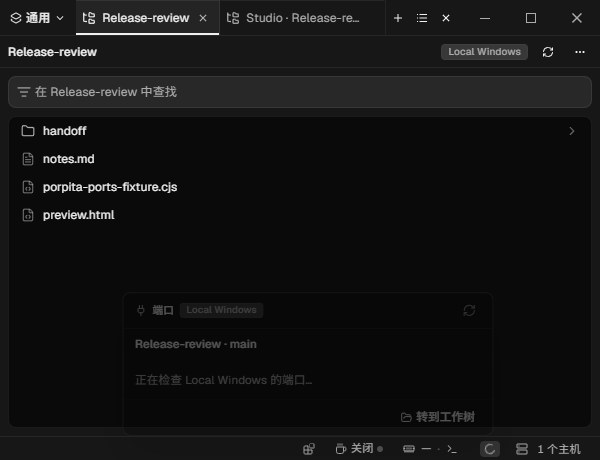 通用 Release-review Studio · Release-re...
Release-review Local Windows
在 Release-review 中查找
handoff
notes.md
porpita-ports-fixture.cjs
preview.html
端口 Local Windows
Release-review · main
正在检查 Local Windows 的端口...
转到工作树
关闭 1 个主机